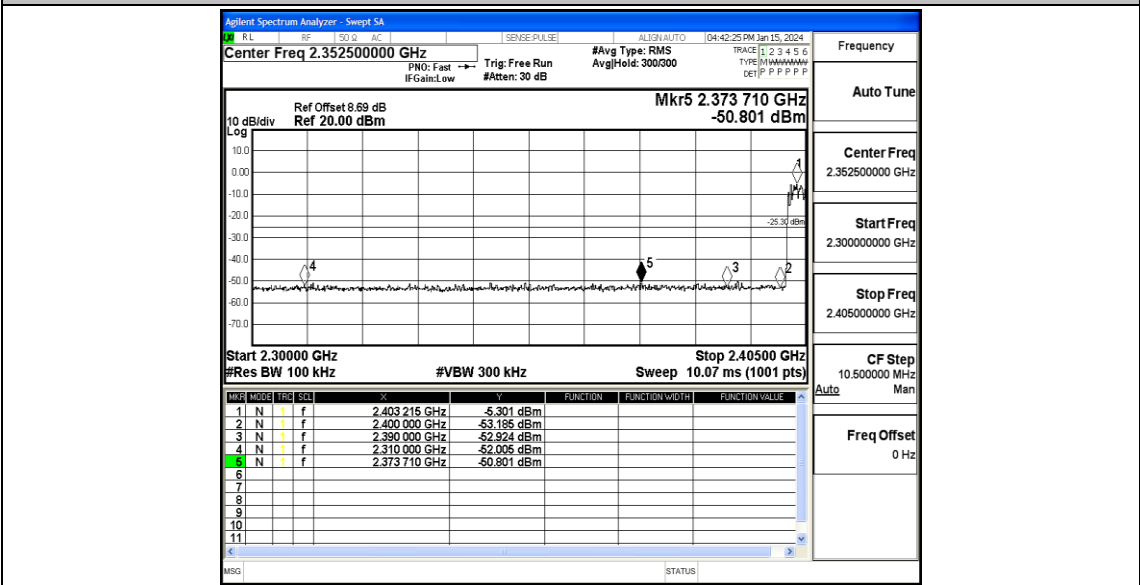 Agilent Spectrum Analyzer - Swept SA
RL RF 50 Ω AC SENSE:PULSE ALIGN AUTO 04:42:25 PM Jan 15, 2024
Center Freq 2.352500000 GHz
PNO: Fast
IFGain:Low
Trig: Free Run
#Atten: 30 dB
#Avg Type: RMS
Avg|Hold: 300/300
TRACE 1 2 3 4 5 6
TYPE M WWWWW
DET P P P P P P
Mkr5 2.373 710 GHz
-50.801 dBm
Ref Offset 8.69 dB
10 dB/div Ref 20.00 dBm
Log
10.0
0.00
-10.0
-20.0
-30.0
-40.0
-50.0
-60.0
-70.0
1
-25.30 dBm
4
5
3
2
Start 2.30000 GHz Stop 2.40500 GHz
#Res BW 100 kHz #VBW 300 kHz Sweep 10.07 ms (1001 pts)
MKR MODE TRC SCL X Y FUNCTION FUNCTION WIDTH FUNCTION VALUE
1 N 1 f 2.403 215 GHz -5.301 dBm
2 N 1 f 2.400 000 GHz -53.185 dBm
3 N 1 f 2.390 000 GHz -52.924 dBm
4 N 1 f 2.310 000 GHz -52.005 dBm
5 N 1 f 2.373 710 GHz -50.801 dBm
6
7
8
9
10
11
MSG STATUS
Frequency
Auto Tune
Center Freq
2.352500000 GHz
Start Freq
2.300000000 GHz
Stop Freq
2.405000000 GHz
CF Step
10.500000 MHz
Auto Man
Freq Offset
0 Hz